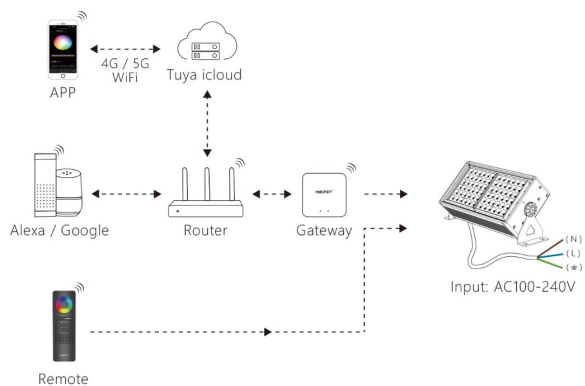 4G / 5G
WiFi
APP
Tuya icloud
Alexa / Google
Router
Gateway
(N)
(L)
Input: AC100-240V
Remote